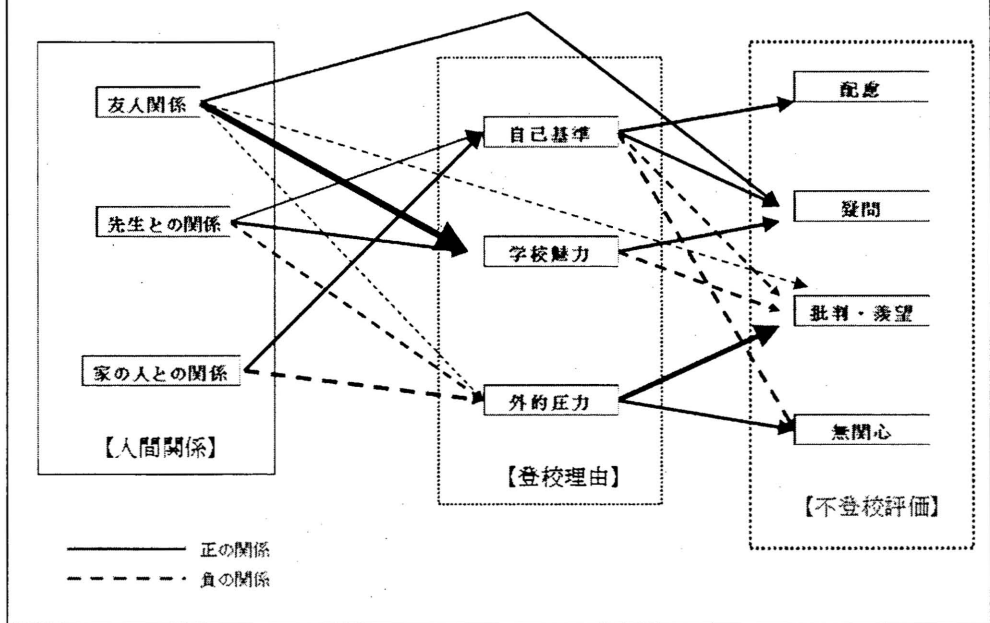 友人関係
先生との関係
家の人との関係
【人間関係】
自己基準
学校魅力
外的圧力
【登校理由】
配慮
疑問
批判・羨望
無関心
【不登校評価】
正の関係
負の関係